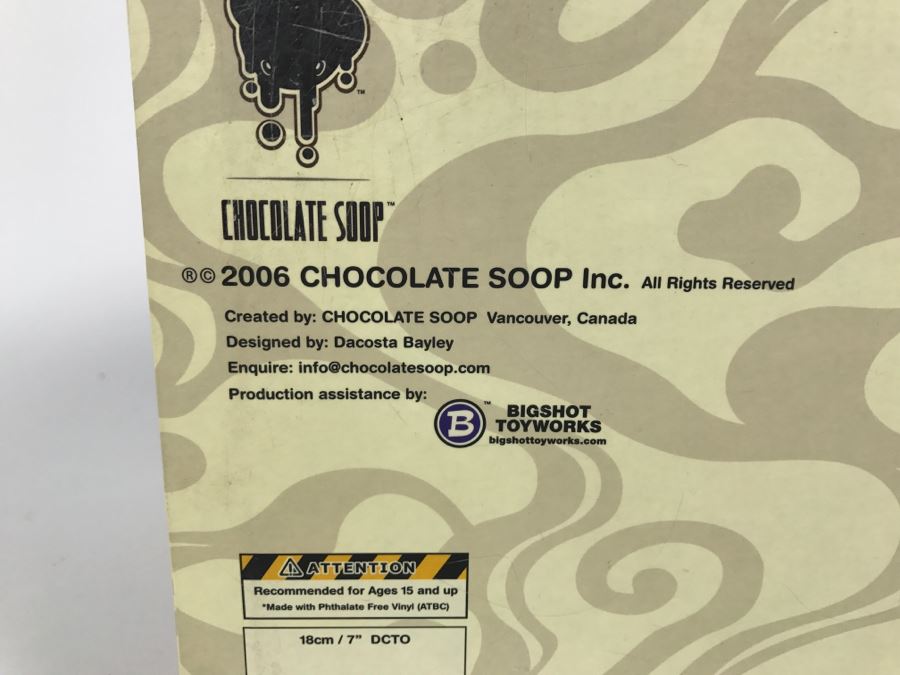 ™
CHOCOLATE SOOP™
®© 2006 CHOCOLATE SOOP Inc. All Rights Reserved
Created by: CHOCOLATE SOOP Vancouver, Canada
Designed by: Dacosta Bayley
Enquire: info@chocolatesoop.com
Production assistance by:
B™ BIGSHOT
TOYWORKS
bigshottoyworks.com
ATTENTION
Recommended for Ages 15 and up
*Made with Phthalate Free Vinyl (ATBC)
18cm / 7" DCTO